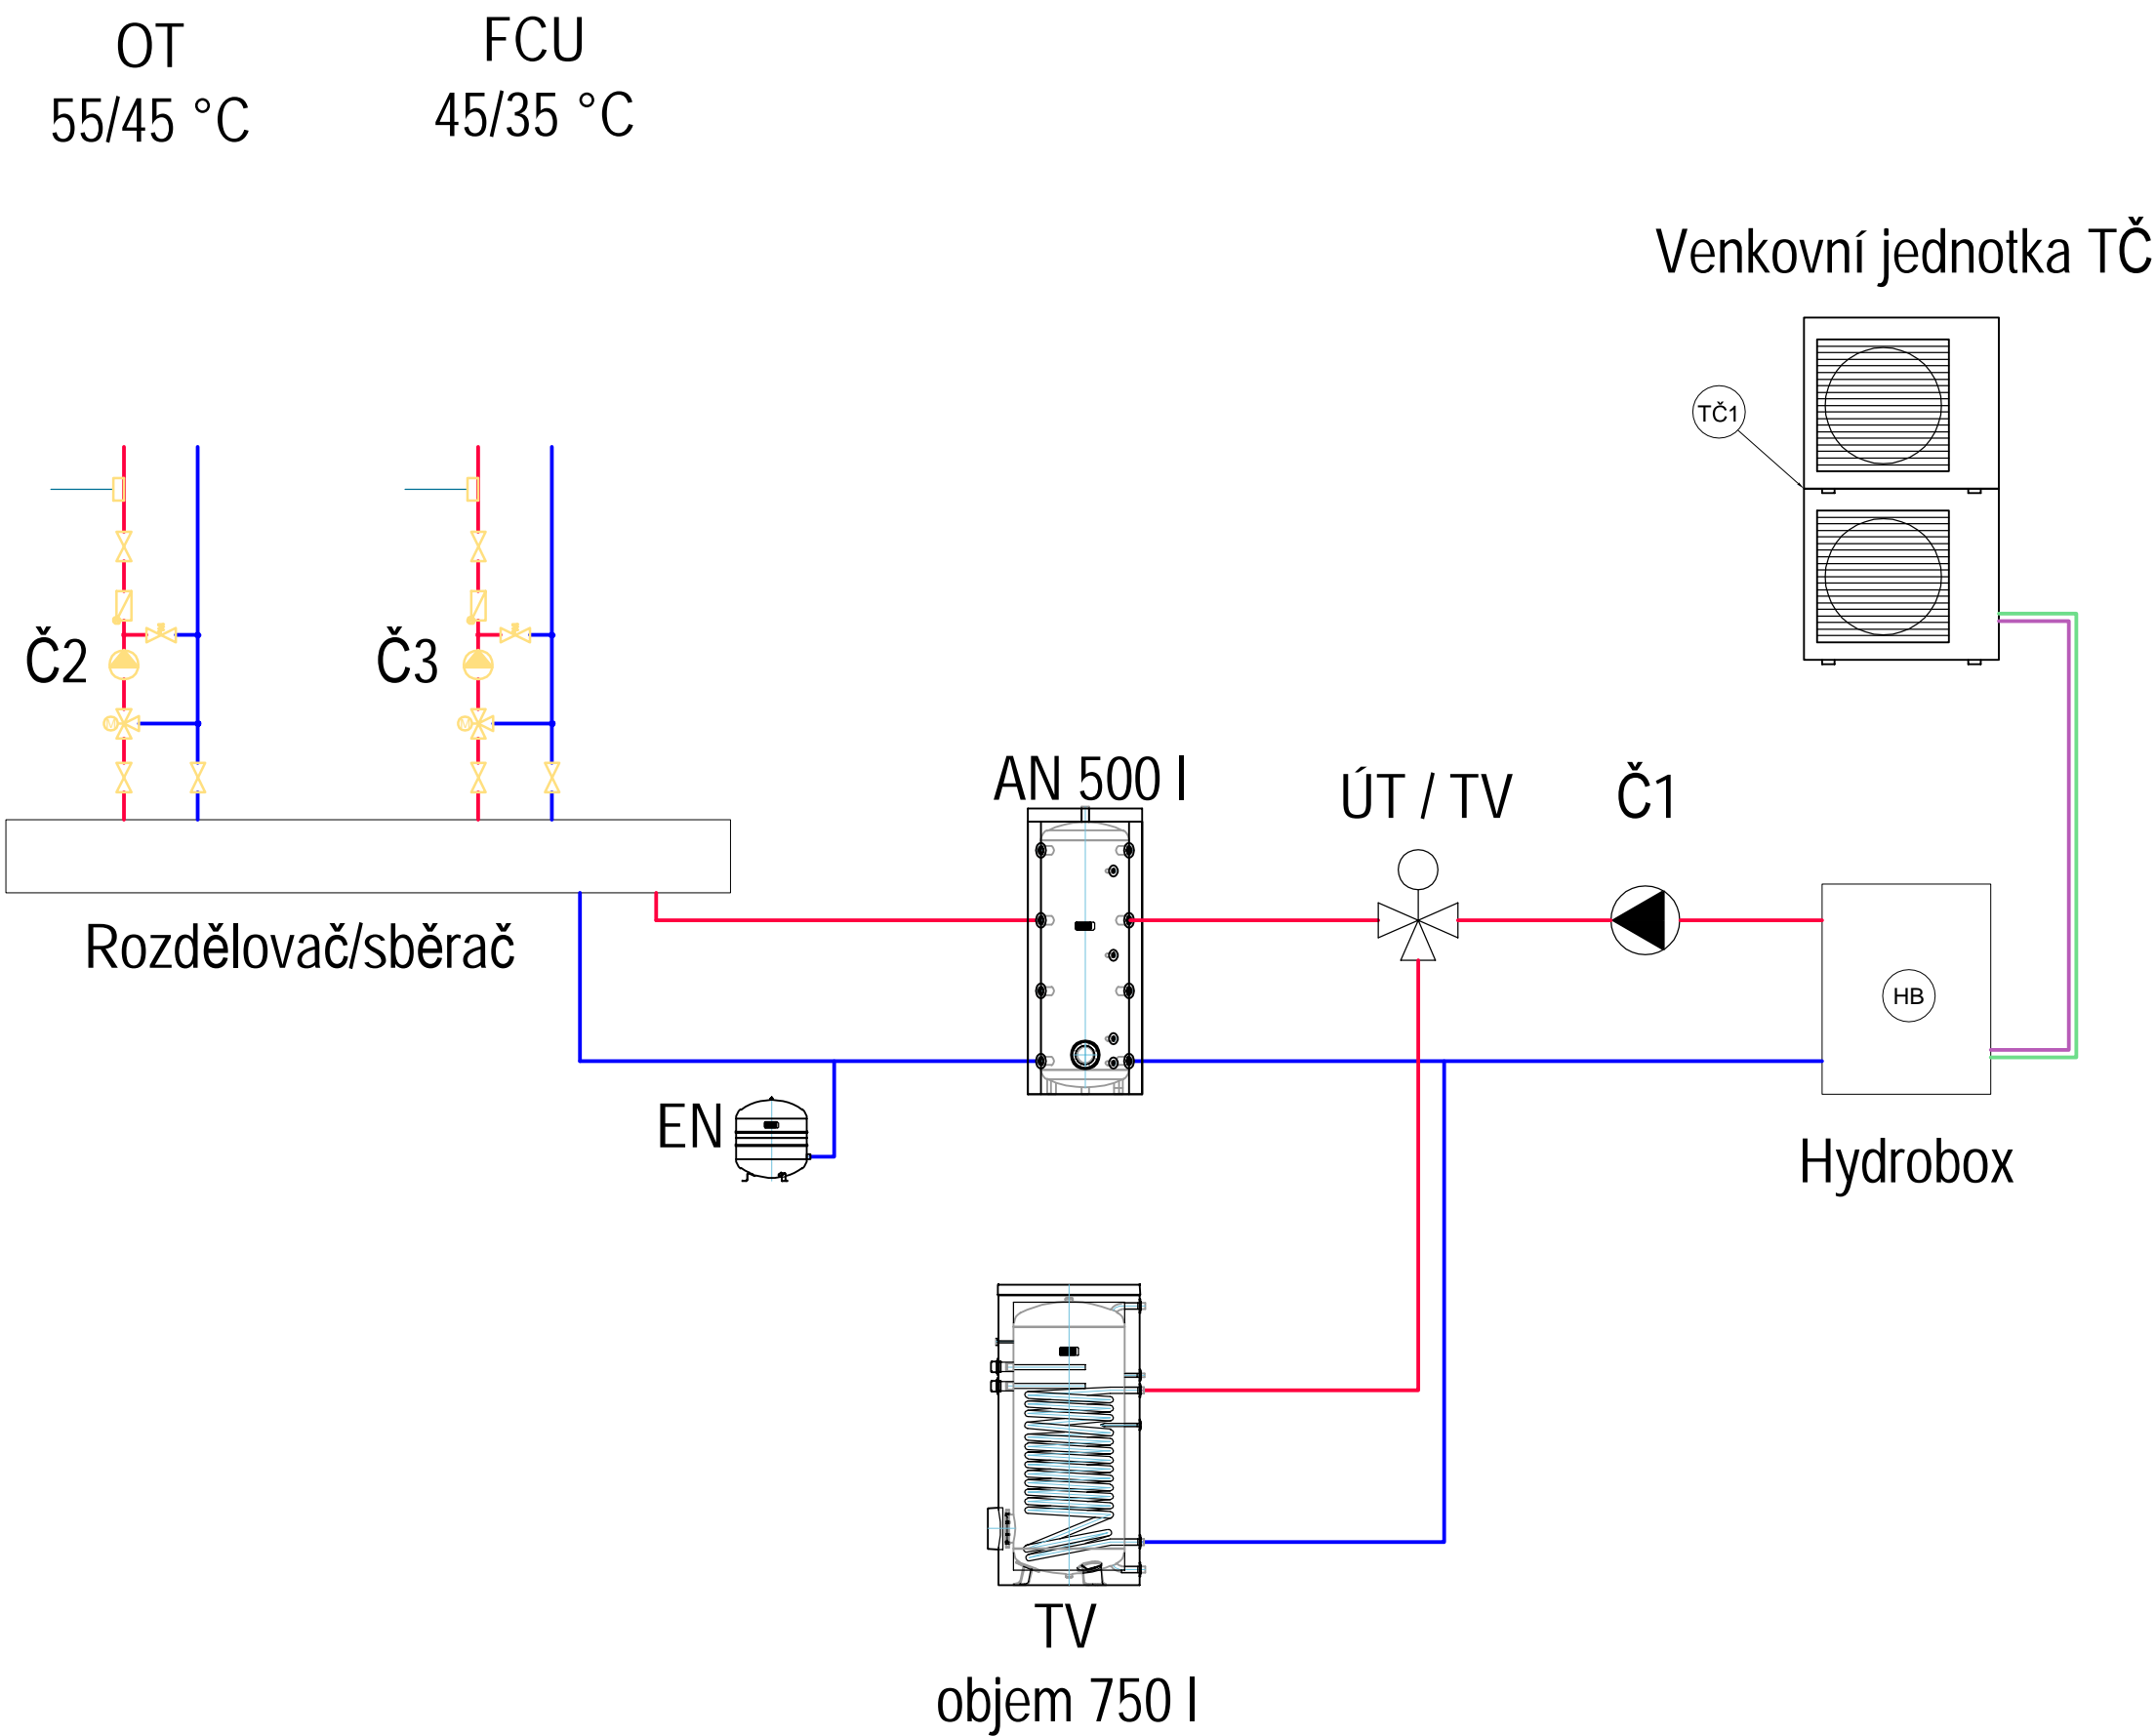 OT
55/45 °C
FCU
45/35 °C
Venkovní jednotka TČ
TČ1
Č2
Č3
M
M
AN 500 l
ÚT / TV
Č1
Rozdělovač/sběrač
HB
EN
Hydrobox
TV
objem 750 l